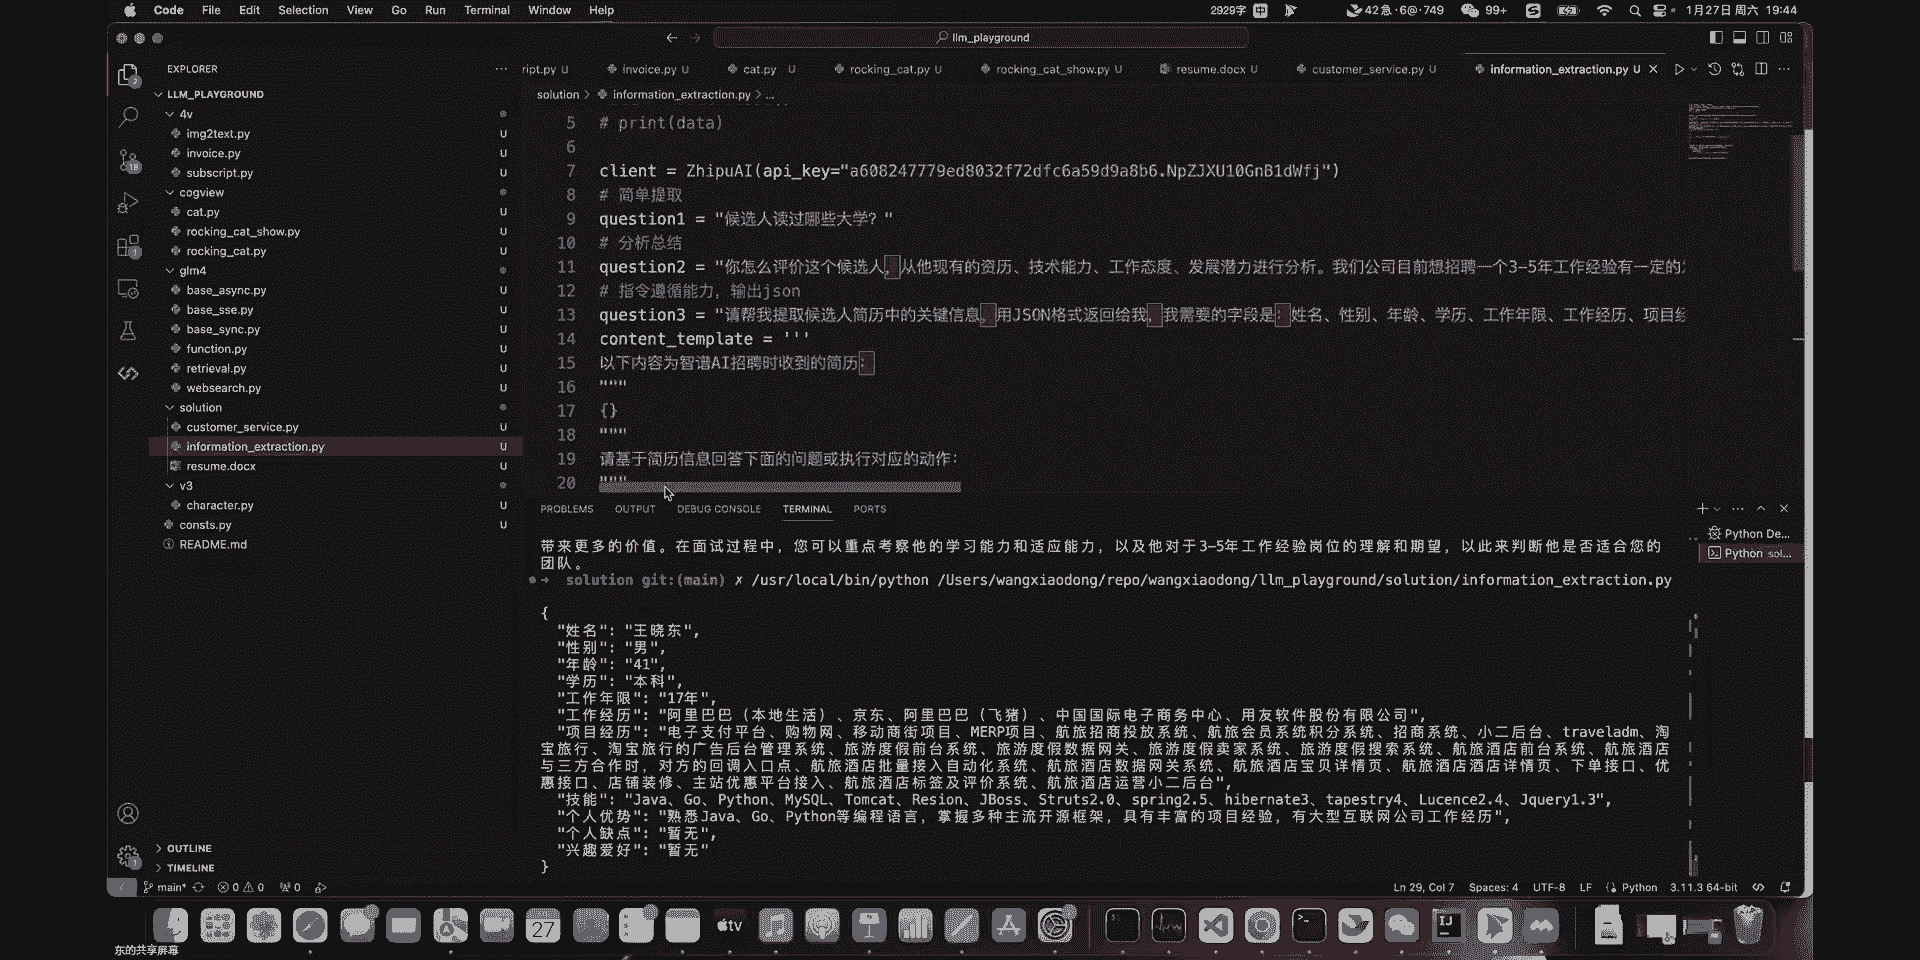 Code File Edit Selection View Go Run Terminal Window Help
2929字 中 42急·6@·749 99+ 1月27日 周六 19:44
llm_playground
EXPLORER
ript.py U invoice.py U cat.py U rocking_cat.py U rocking_cat_show.py U resume.docx U customer_service.py U information_extraction.py U
LLM_PLAYGROUND
solution > information_extraction.py > ...
4v
img2text.py U
invoice.py U
subscript.py U
cogview
cat.py U
rocking_cat_show.py U
rocking_cat.py U
glm4
base_async.py U
base_sse.py U
base_sync.py U
function.py U
retrieval.py U
websearch.py U
solution
customer_service.py U
information_extraction.py U
resume.docx U
v3
character.py U
consts.py U
README.md
OUTLINE
TIMELINE
5 # print(data)
6
7 client = ZhipuAI(api_key="a608247779ed8032f72dfc6a59d9a8b6.NpZJXU10GnB1dWfj")
8 # 简单提取
9 question1 = "候选人读过哪些大学？"
10 # 分析总结
11 question2 = "你怎么评价这个候选人，从他现有的资历、技术能力、工作态度、发展潜力进行分析。我们公司目前想招聘一个3-5年工作经验有一定的
12 # 指令遵循能力，输出json
13 question3 = "请帮我提取候选人简历中的关键信息，用JSON格式返回给我，我需要的字段是：姓名、性别、年龄、学历、工作年限、工作经历、项目经
14 content_template = '''
15 以下内容为智谱AI招聘时收到的简历：
16 """
17 {}
18 """
19 请基于简历信息回答下面的问题或执行对应的动作：
20 """
PROBLEMS OUTPUT DEBUG CONSOLE TERMINAL PORTS
Python De...
Python sol...
带来更多的价值。在面试过程中，您可以重点考察他的学习能力和适应能力，以及他对于3-5年工作经验岗位的理解和期望，以此来判断他是否适合您的
团队。
→ solution git:(main) ✗ /usr/local/bin/python /Users/wangxiaodong/repo/wangxiaodong/llm_playground/solution/information_extraction.py
{
"姓名": "王晓东",
"性别": "男",
"年龄": "41",
"学历": "本科",
"工作年限": "17年",
"工作经历": "阿里巴巴（本地生活）、京东、阿里巴巴（飞猪）、中国国际电子商务中心、用友软件股份有限公司",
"项目经历": "电子支付平台、购物网、移动商街项目、MERP项目、航旅招商投放系统、航旅会员系统积分系统、招商系统、小二后台、traveladm、淘
宝旅行、淘宝旅行的广告后台管理系统、旅游度假前台系统、旅游度假数据网关、旅游度假卖家系统、旅游度假搜索系统、航旅酒店前台系统、航旅酒店
与三方合作时，对方的回调入口点、航旅酒店批量接入自动化系统、航旅酒店数据网关系统、航旅酒店宝贝详情页、航旅酒店酒店详情页、下单接口、优
惠接口、店铺装修、主站优惠平台接入、航旅酒店标签及评价系统、航旅酒店运营小二后台",
"技能": "Java、Go、Python、MySQL、Tomcat、Resion、JBoss、Struts2.0、spring2.5、hibernate3、tapestry4、Lucence2.4、Jquery1.3",
"个人优势": "熟悉Java、Go、Python等编程语言，掌握多种主流开源框架，具有丰富的项目经验，有大型互联网公司工作经历",
"个人缺点": "暂无",
"兴趣爱好": "暂无"
}
main* 0 0 0 Ln 29, Col 7 Spaces: 4 UTF-8 LF Python 3.11.3 64-bit
27 tv IJ
东的共享屏幕